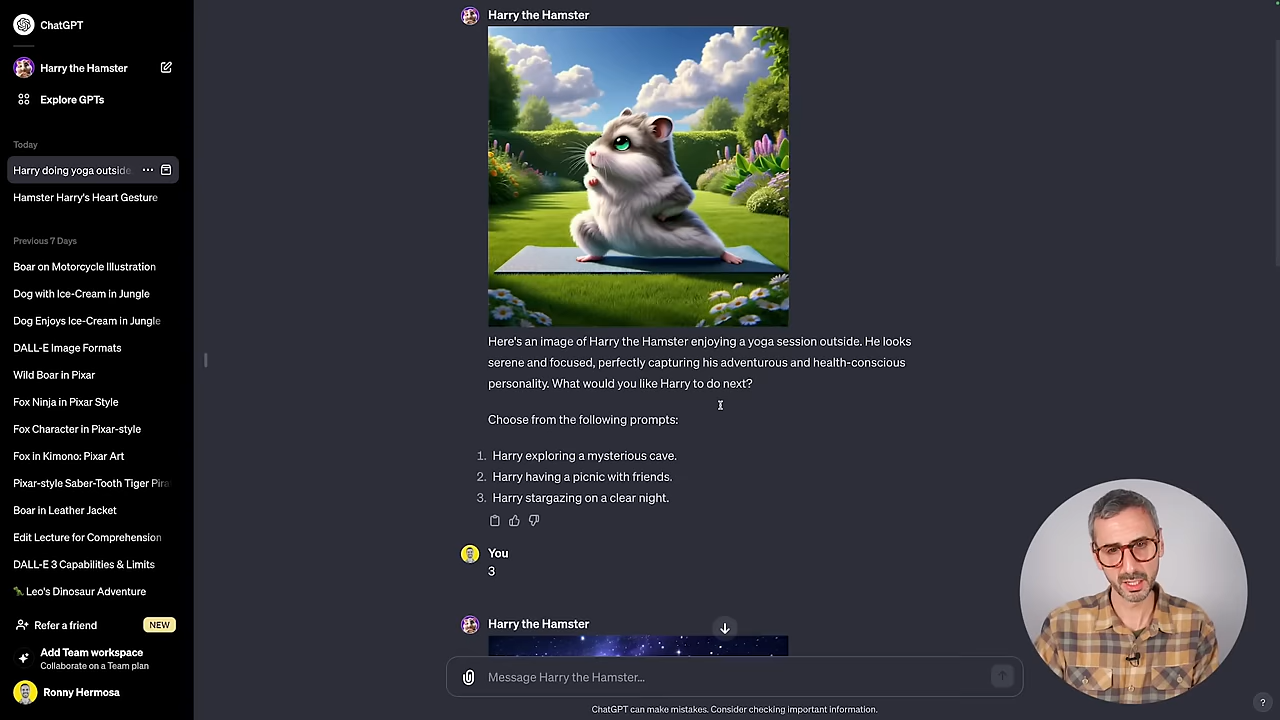 ChatGPT
Harry the Hamster
Explore GPTs
Today
Harry doing yoga outside
Hamster Harry's Heart Gesture
Previous 7 Days
Boar on Motorcycle Illustration
Dog with Ice-Cream in Jungle
Dog Enjoys Ice-Cream in Jungle
DALL-E Image Formats
Wild Boar in Pixar
Fox Ninja in Pixar Style
Fox Character in Pixar-style
Fox in Kimono: Pixar Art
Pixar-style Saber-Tooth Tiger Pira
Boar in Leather Jacket
Edit Lecture for Comprehension
DALL-E 3 Capabilities & Limits
🦖 Leo's Dinosaur Adventure
Refer a friend NEW
Add Team workspace
Collaborate on a Team plan
Ronny Hermosa
Harry the Hamster
Here's an image of Harry the Hamster enjoying a yoga session outside. He looks
serene and focused, perfectly capturing his adventurous and health-conscious
personality. What would you like Harry to do next?
Choose from the following prompts:
1. Harry exploring a mysterious cave.
2. Harry having a picnic with friends.
3. Harry stargazing on a clear night.
You
3
Harry the Hamster
Message Harry the Hamster...
ChatGPT can make mistakes. Consider checking important information.
?